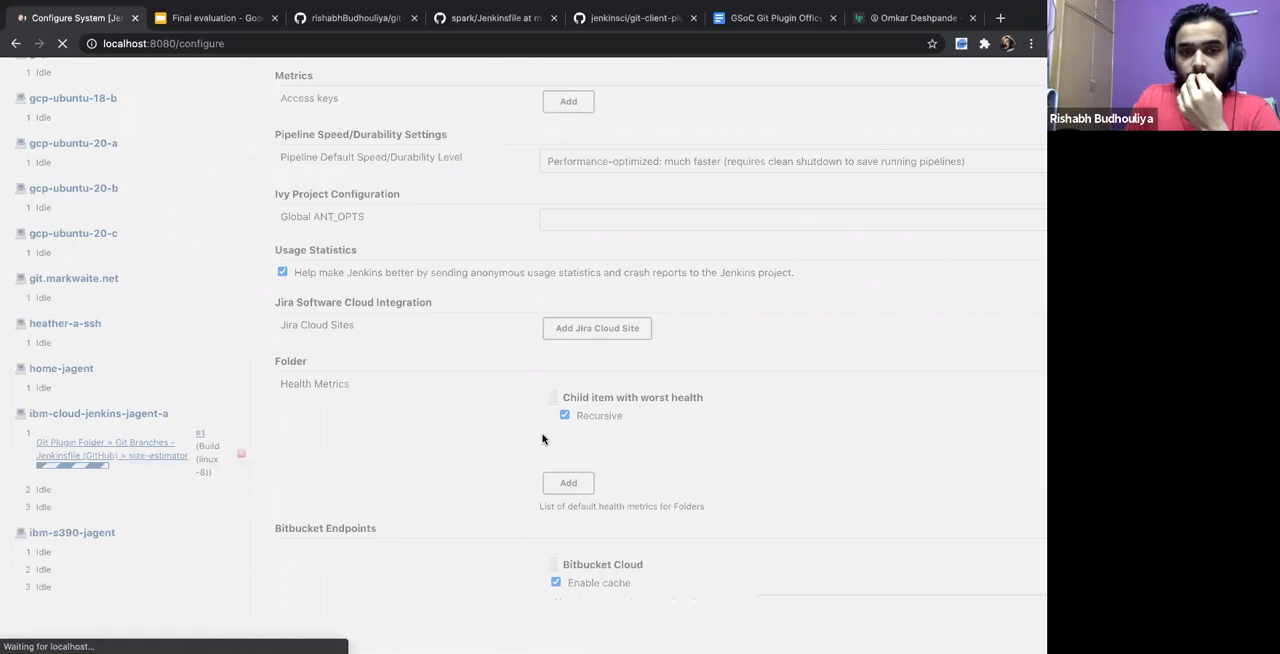 Configure System [Je
Final evaluation - Goo
rishabhBudhouliya/git-
spark/Jenkinsfile at m
jenkinsci/git-client-plu
GSoC Git Plugin Offic
Omkar Deshpande -
localhost:8080/configure
Rishabh Budhouliya
1 Idle
gcp-ubuntu-18-b
1 Idle
gcp-ubuntu-20-a
1 Idle
gcp-ubuntu-20-b
1 Idle
gcp-ubuntu-20-c
1 Idle
git.markwaite.net
1 Idle
heather-a-ssh
1 Idle
home-jagent
1 Idle
ibm-cloud-jenkins-jagent-a
1
Git Plugin Folder » Git Branches -
Jenkinsfile (GitHub) » size-estimator
#1
(Build
(linux
-8))
2 Idle
3 Idle
ibm-s390-jagent
1 Idle
2 Idle
3 Idle
Metrics
Access keys
Add
Pipeline Speed/Durability Settings
Pipeline Default Speed/Durability Level
Performance-optimized: much faster (requires clean shutdown to save running pipelines)
Ivy Project Configuration
Global ANT_OPTS
Usage Statistics
Help make Jenkins better by sending anonymous usage statistics and crash reports to the Jenkins project.
Jira Software Cloud Integration
Jira Cloud Sites
Add Jira Cloud Site
Folder
Health Metrics
Child item with worst health
Recursive
Add
List of default health metrics for Folders
Bitbucket Endpoints
Bitbucket Cloud
Enable cache
Waiting for localhost...